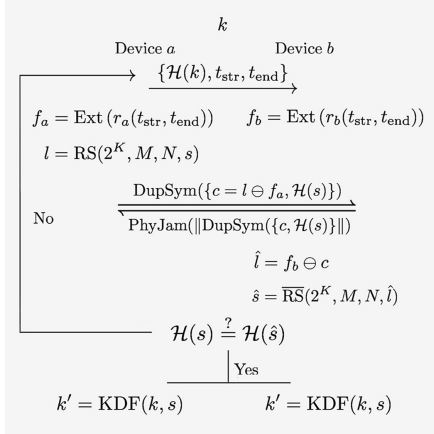 k
Device a Device b
{ℋ(k), t_str, t_end}
f_a = Ext (r_a(t_str, t_end)) f_b = Ext (r_b(t_str, t_end))
l = RS(2^K, M, N, s)
DupSym({c = l ⊖ f_a, ℋ(s)})
No
PhyJam(‖DupSym({c, ℋ(s)}‖)
l̂ = f_b ⊖ c
ŝ = R̅S̅(2^K, M, N, l̂)
ℋ(s) ≟ ℋ(ŝ)
Yes
k′ = KDF(k, s) k′ = KDF(k, s)